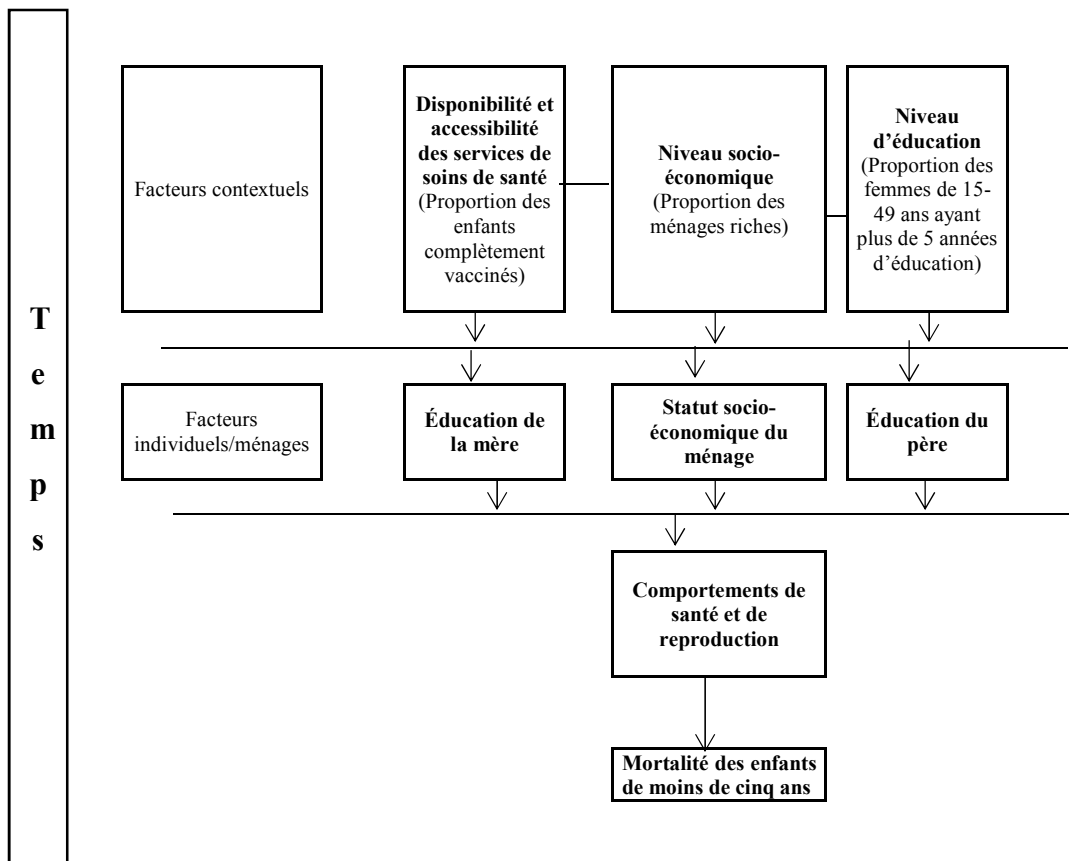 Temps
Facteurs contextuels
Disponibilité et
accessibilité
des services de
soins de santé
(Proportion des
enfants
complètement
vaccinés)
Niveau socio-
économique
(Proportion des
ménages riches)
Niveau
d’éducation
(Proportion des
femmes de 15-
49 ans ayant
plus de 5 années
d’éducation)
Facteurs
individuels/ménages
Éducation de
la mère
Statut socio-
économique du
ménage
Éducation du
père
Comportements de
santé et de
reproduction
Mortalité des enfants
de moins de cinq ans